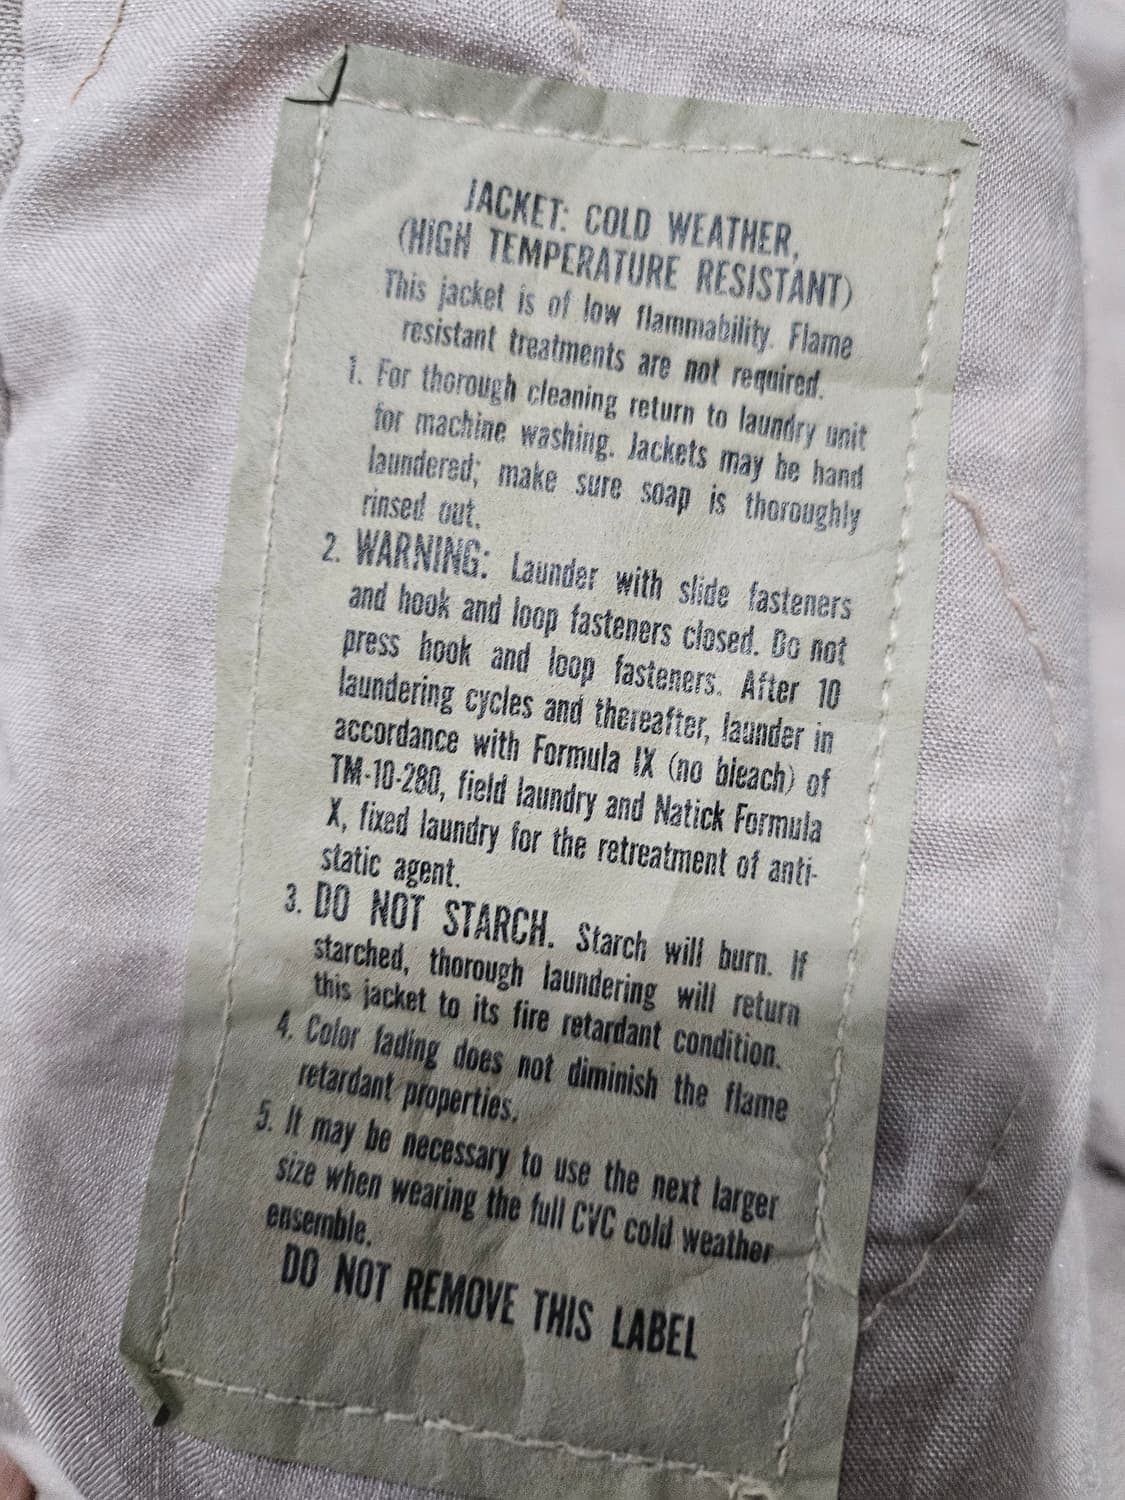 JACKET: COLD WEATHER,
(HIGH TEMPERATURE RESISTANT)
This jacket is of low flammability. Flame
resistant treatments are not required.
1. For thorough cleaning return to laundry unit
for machine washing. Jackets may be hand
laundered; make sure soap is thoroughly
rinsed out.
2. WARNING: Launder with slide fasteners
and hook and loop fasteners closed. Do not
press hook and loop fasteners. After 10
laundering cycles and thereafter, launder in
accordance with Formula IX (no bleach) of
TM-10-280, field laundry and Natick Formula
X, fixed laundry for the retreatment of anti-
static agent.
3. DO NOT STARCH. Starch will burn. If
starched, thorough laundering will return
this jacket to its fire retardant condition.
4. Color fading does not diminish the flame
retardant properties.
5. It may be necessary to use the next larger
size when wearing the full CVC cold weather
ensemble.
DO NOT REMOVE THIS LABEL